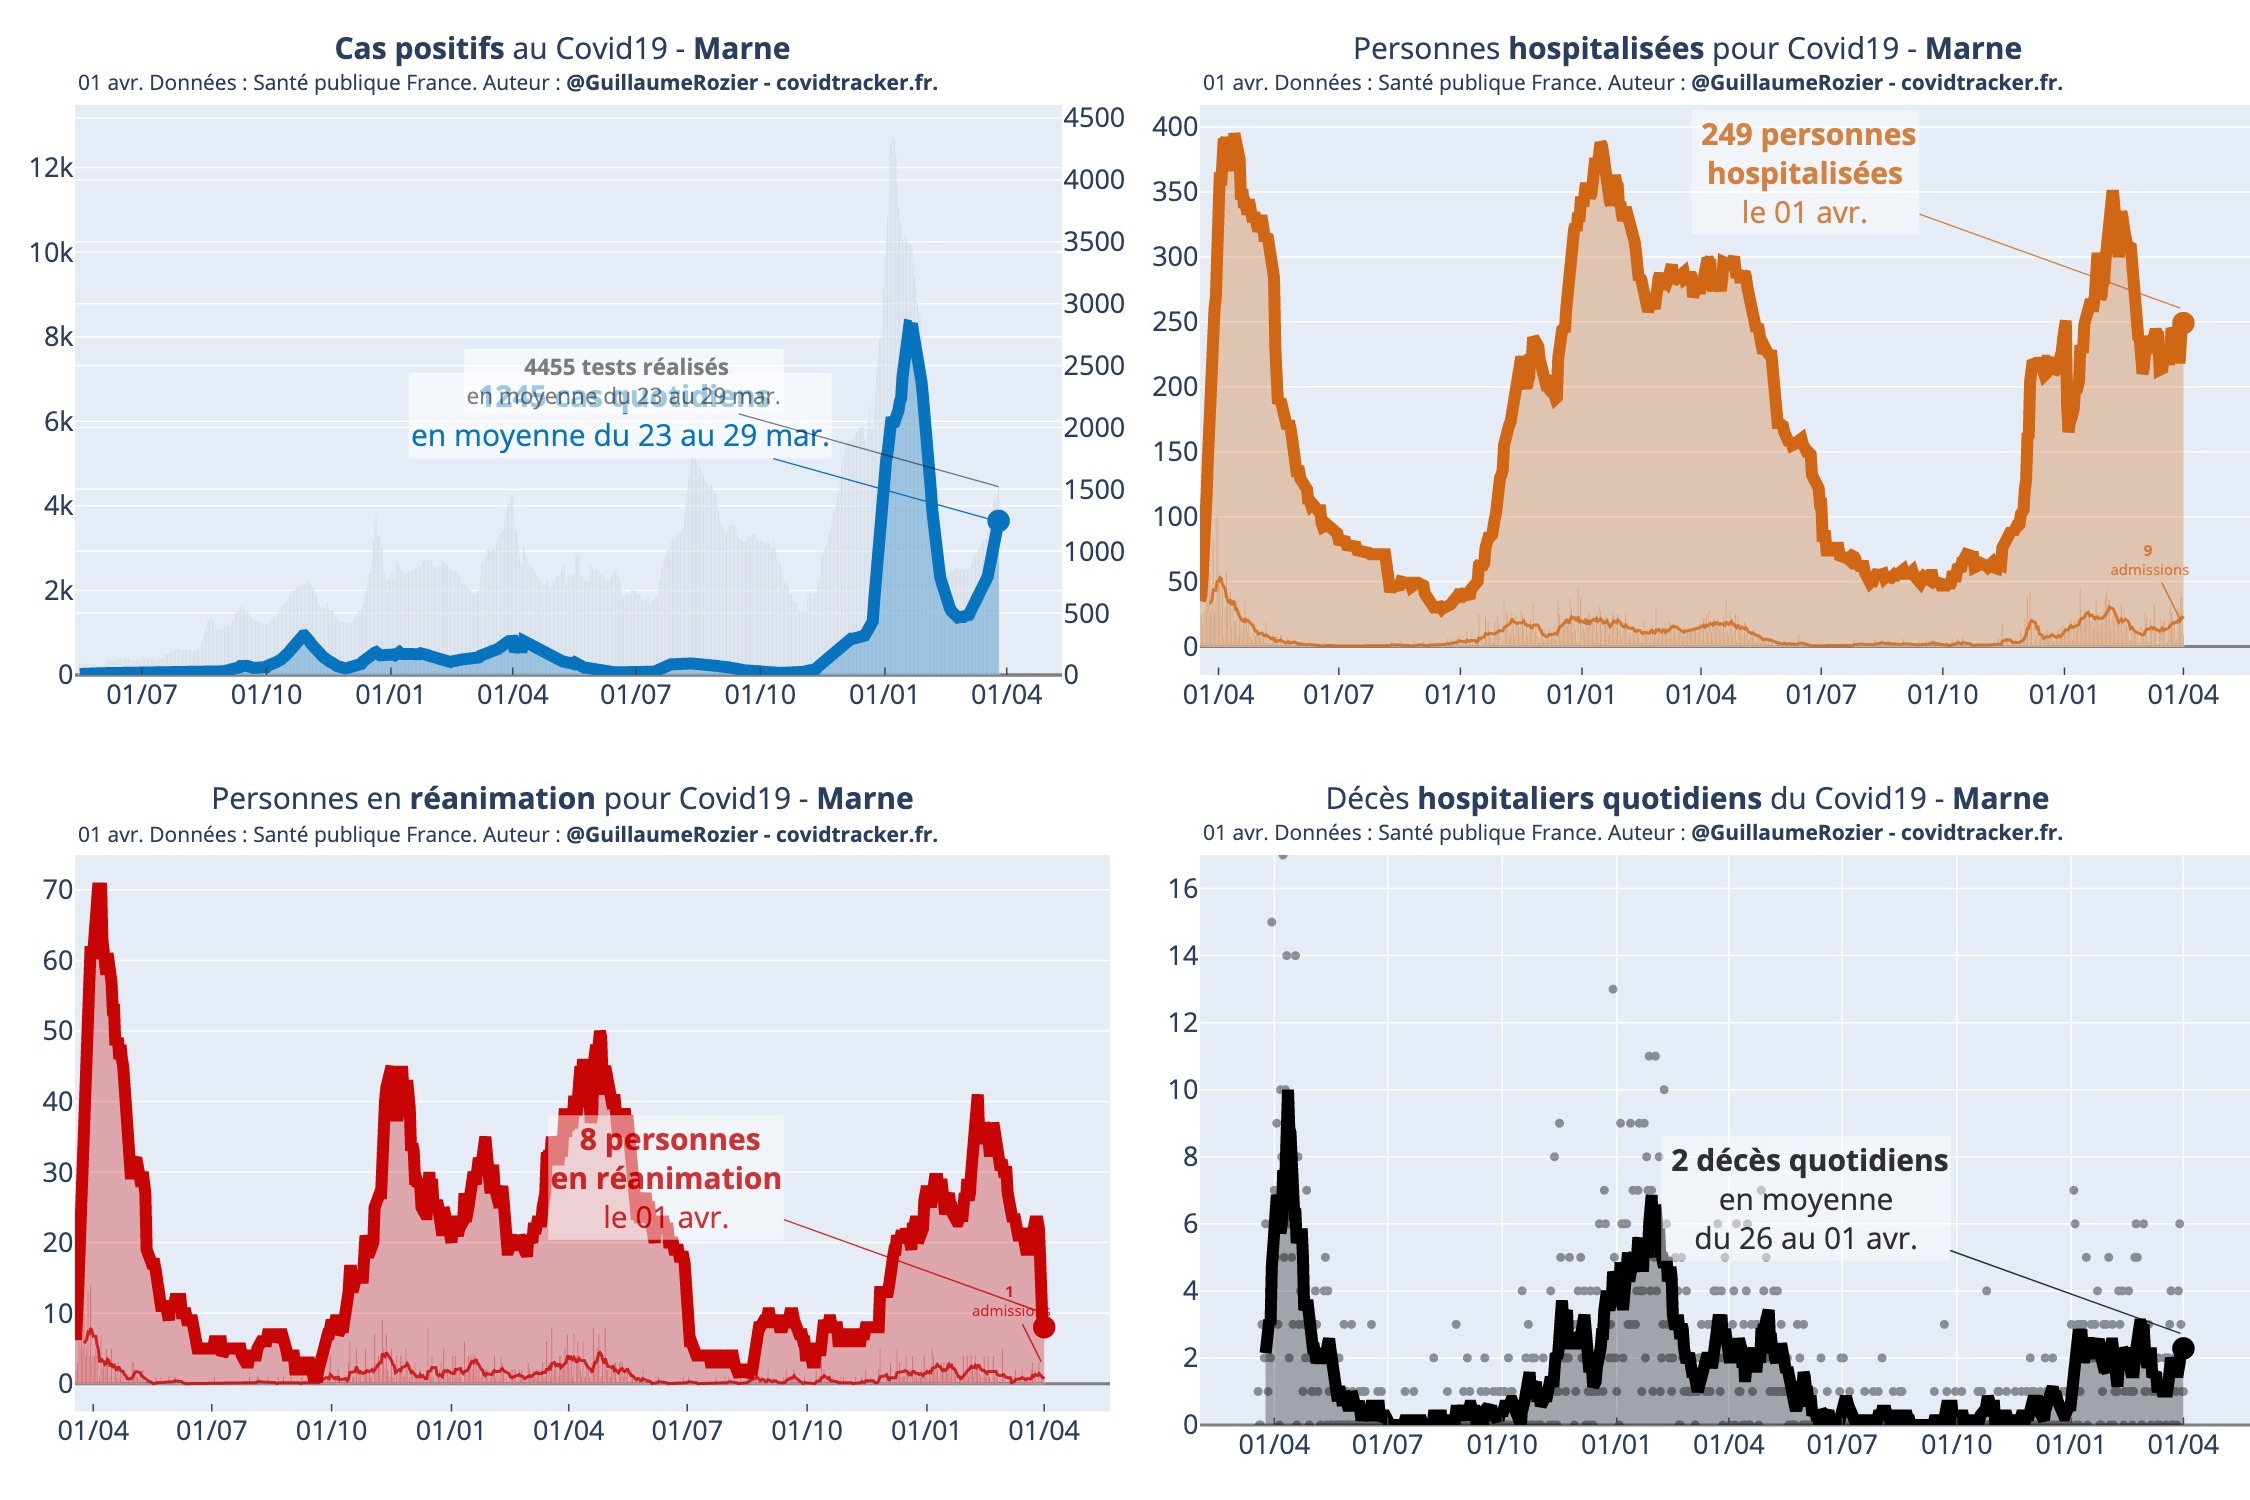 Cas positifs au Covid19 - Marne
01 avr. Données : Santé publique France. Auteur : @GuillaumeRozier - covidtracker.fr.
12k
10k
8k
6k
4k
2k
0
4500
4000
3500
3000
2500
2000
1500
1000
500
0
4455 tests réalisés
en moyenne du 23 au 29 mar.
1245 cas quotidiens
en moyenne du 23 au 29 mar.
01/07 01/10 01/01 01/04 01/07 01/10 01/01 01/04
Personnes hospitalisées pour Covid19 - Marne
01 avr. Données : Santé publique France. Auteur : @GuillaumeRozier - covidtracker.fr.
400
350
300
250
200
150
100
50
0
249 personnes
hospitalisées
le 01 avr.
9
admissions
01/04 01/07 01/10 01/01 01/04 01/07 01/10 01/01 01/04
Personnes en réanimation pour Covid19 - Marne
01 avr. Données : Santé publique France. Auteur : @GuillaumeRozier - covidtracker.fr.
70
60
50
40
30
20
10
0
8 personnes
en réanimation
le 01 avr.
1
admissions
01/04 01/07 01/10 01/01 01/04 01/07 01/10 01/01 01/04
Décès hospitaliers quotidiens du Covid19 - Marne
01 avr. Données : Santé publique France. Auteur : @GuillaumeRozier - covidtracker.fr.
16
14
12
10
8
6
4
2
0
2 décès quotidiens
en moyenne
du 26 au 01 avr.
01/04 01/07 01/10 01/01 01/04 01/07 01/10 01/01 01/04